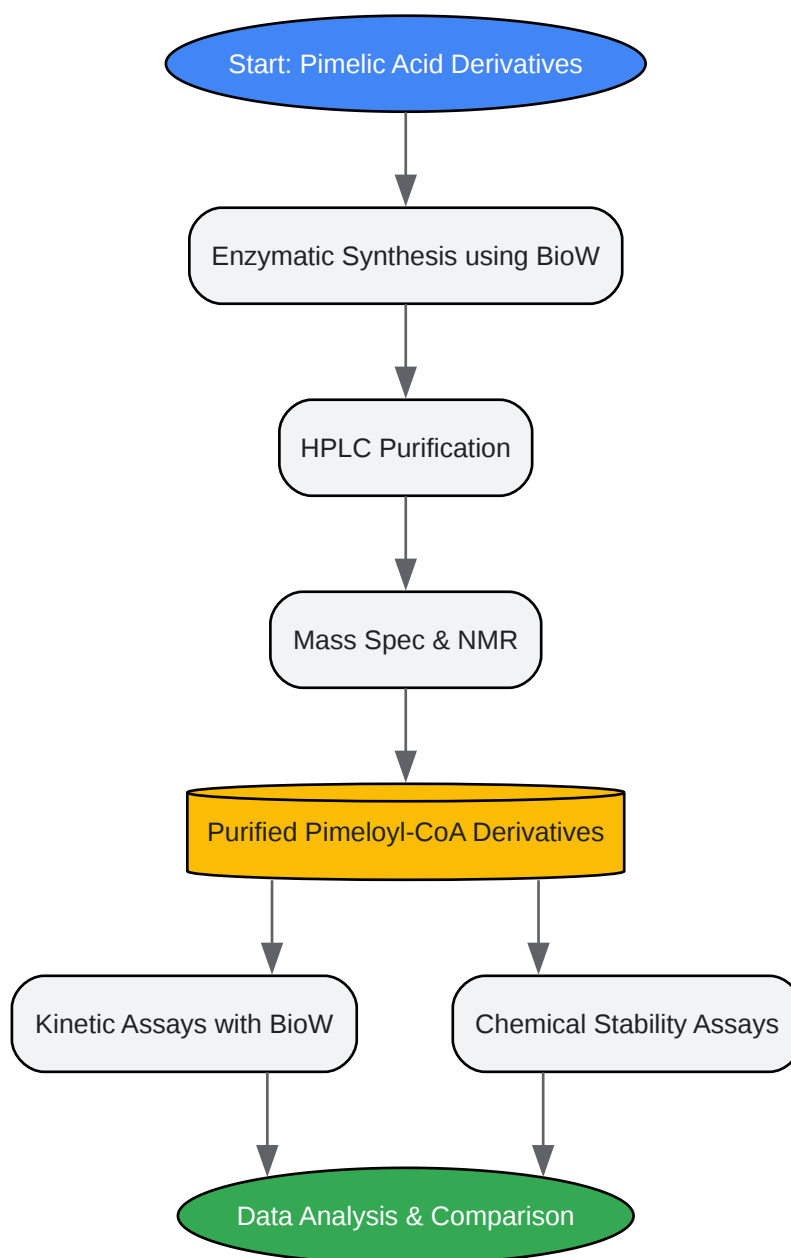 Start: Pimelic Acid Derivatives
Enzymatic Synthesis using BioW
HPLC Purification
Mass Spec & NMR
Purified Pimeloyl-CoA Derivatives
Kinetic Assays with BioW
Chemical Stability Assays
Data Analysis & Comparison